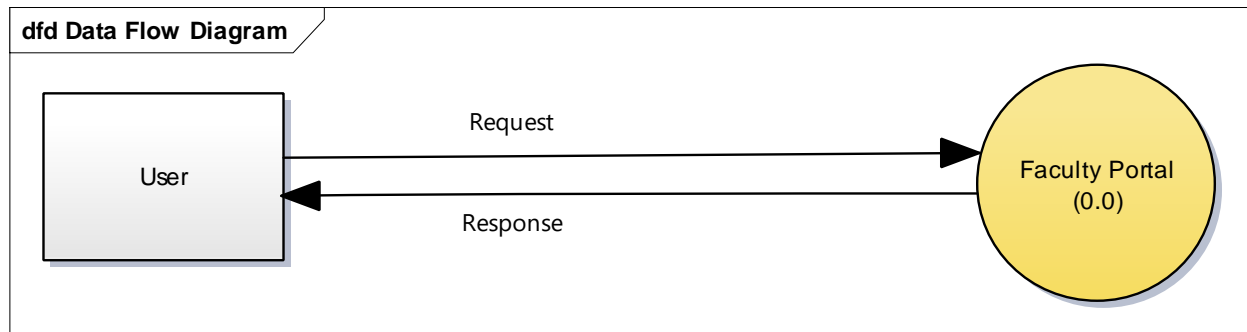 dfd Data Flow Diagram
Request
User
Faculty Portal
(0.0)
Response